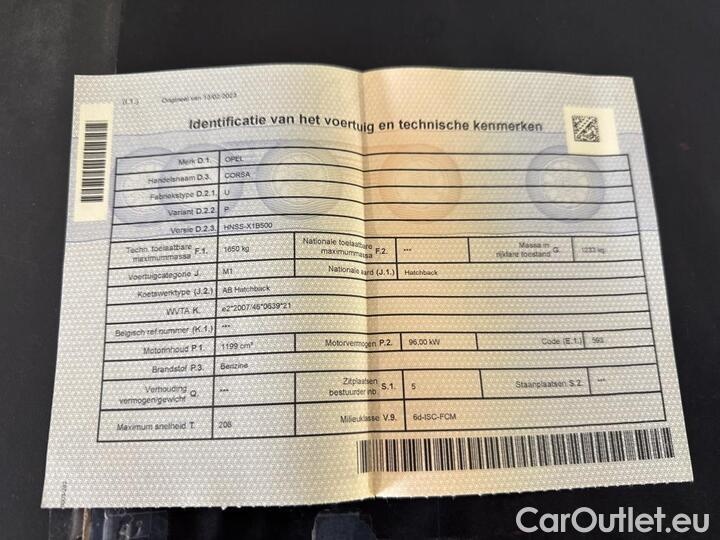 (I.1.) Origineel van 13/02/2023
Identificatie van het voertuig en technische kenmerken
Merk D.1. OPEL
Handelsnaam D.3. CORSA
Fabriekstype D.2.1. U
Variant D.2.2 P
Versie D.2.3. HNSS-X1B500
Techn. toelaatbare maximummassa F.1. 1650 kg Nationale toelaatbare maximummassa F.2. *** Massa in rijklare toestand G. 1233 kg
Voertuigcategorie J. M1 Nationale aard (J.1.) Hatchback
Koetswerktype (J.2.) AB Hatchback
WVTA K. e2*2007/46*0639*21
Belgisch ref.nummer (K.1.) ***
Motorinhoud P.1. 1199 cm³ Motorvermogen P.2. 96,00 kW Code (E.1.) 593
Brandstof P.3. Benzine
Verhouding vermogen/gewicht Q. *** Zitplaatsen bestuurder inb. S.1. 5 Staanplaatsen S.2. ***
Maximum snelheid T. 208 Milieuklasse V.9. 6d-ISC-FCM
CarOutlet.eu